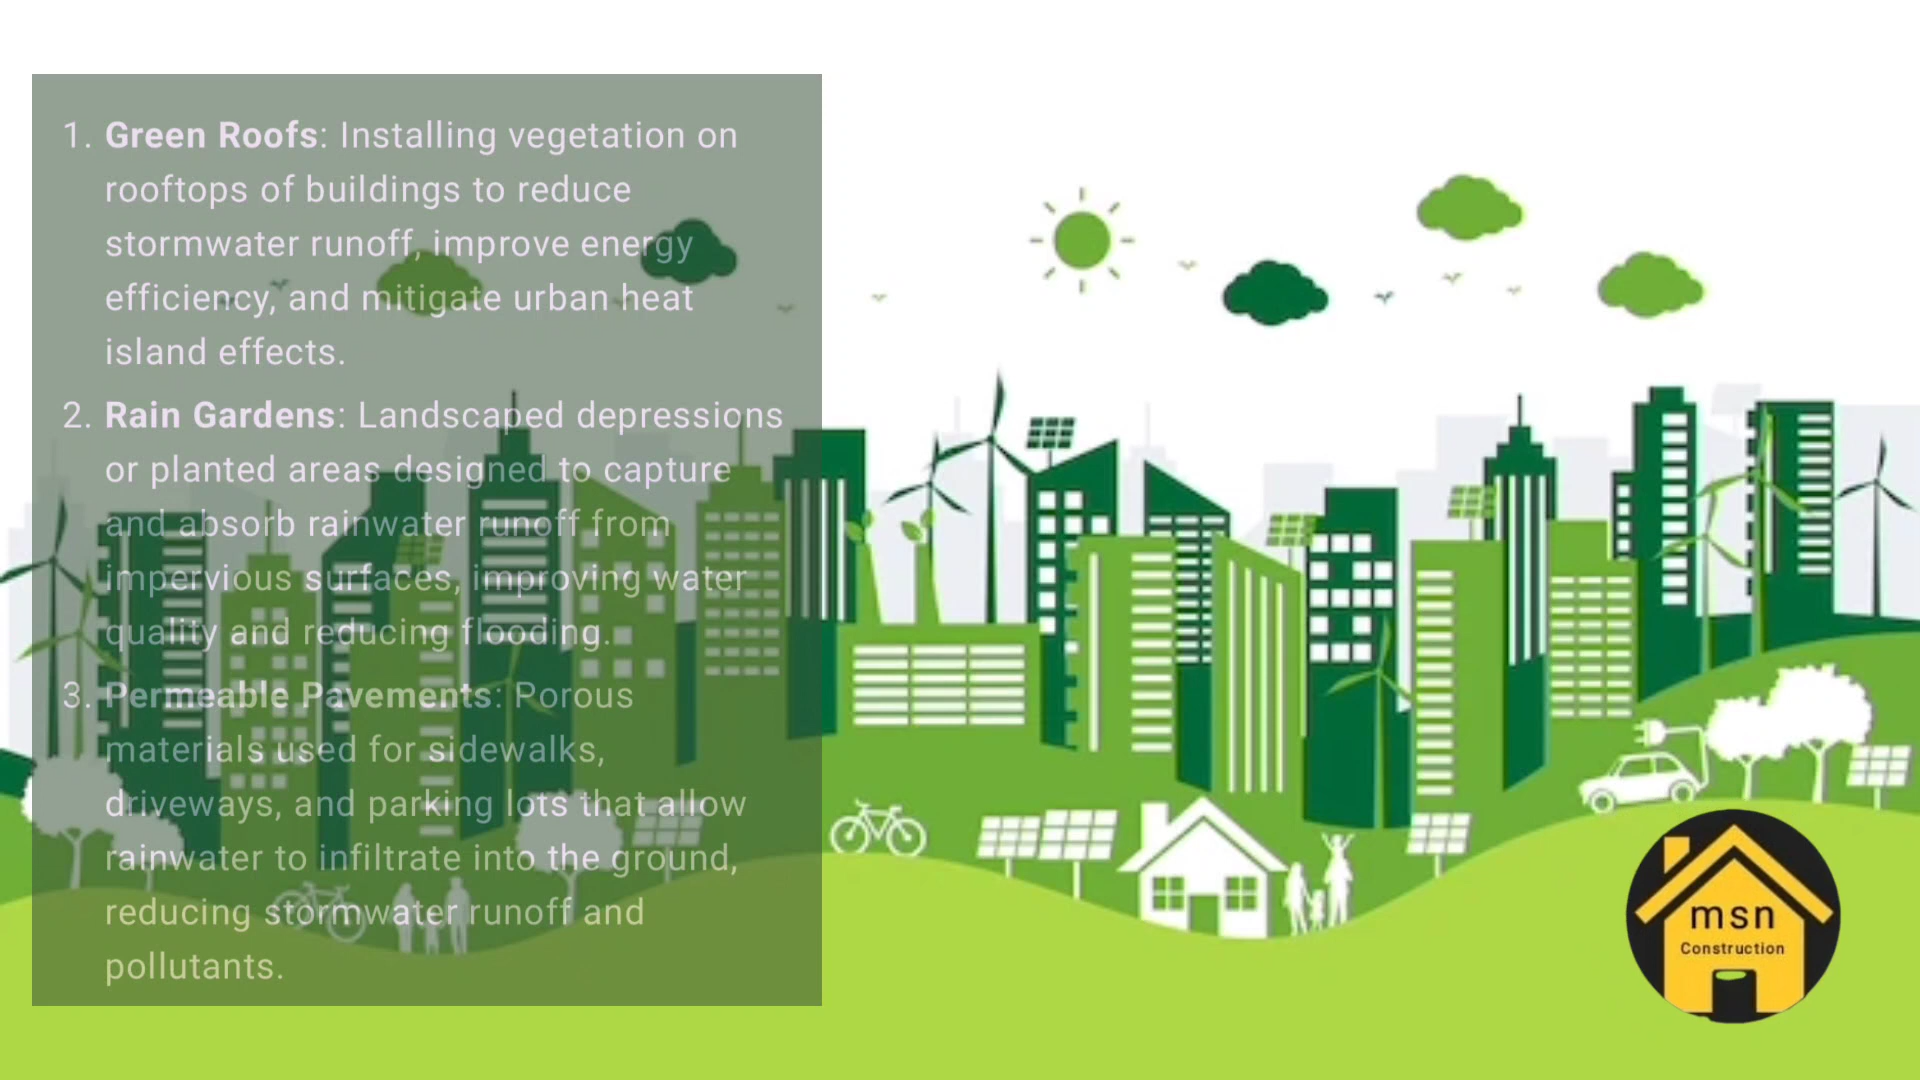 1. Green Roofs: Installing vegetation on
rooftops of buildings to reduce
stormwater runoff, improve energy
efficiency, and mitigate urban heat
island effects.
2. Rain Gardens: Landscaped depressions
or planted areas designed to capture
and absorb rainwater runoff from
impervious surfaces, improving water
quality and reducing flooding.
3. Permeable Pavements: Porous
materials used for sidewalks,
driveways, and parking lots that allow
rainwater to infiltrate into the ground,
reducing stormwater runoff and
pollutants.
msn
Construction